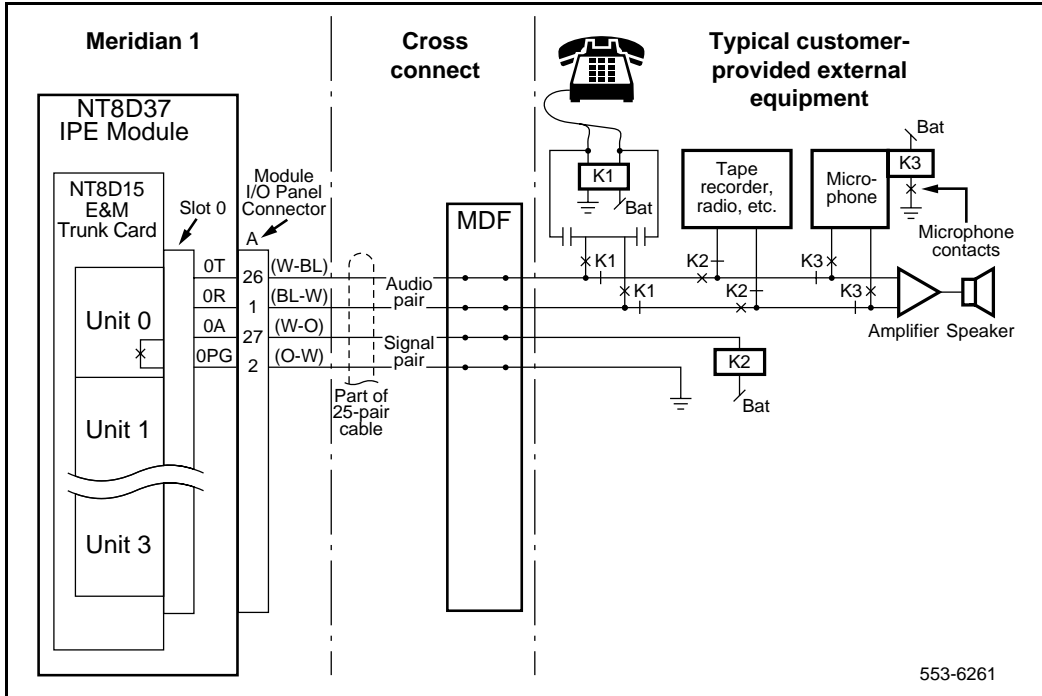 Meridian 1
Cross
connect
Typical customer-
provided external
equipment
NT8D37
IPE Module
NT8D15
E&M
Trunk Card
Slot 0
Module
I/O Panel
Connector
A
MDF
K1
Bat
Tape
recorder,
radio, etc.
Micro-
phone
Bat
K3
Microphone
contacts
0T
26
(W-BL)
Audio
pair
K1
K2
K3
0R
1
(BL-W)
K1
K2
K3
Amplifier
Speaker
Unit 0
0A
27
(W-O)
Signal
pair
0PG
2
(O-W)
K2
Bat
Part of
25-pair
cable
Unit 1
Unit 3
553-6261